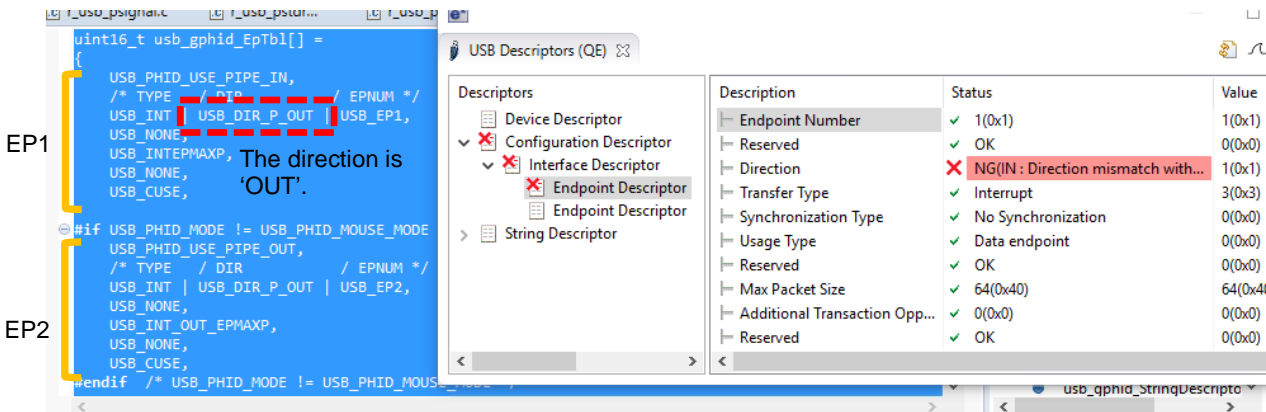 r_usb_psignal.c r_usb_pstdr... r_usb_p
uint16_t usb_gphid_EpTbl[] =
{
USB_PHID_USE_PIPE_IN,
/* TYPE / DIR / EPNUM */
USB_INT | USB_DIR_P_OUT | USB_EP1,
USB_NONE,
USB_INTEPMAXP,
USB_NONE,
USB_CUSE,
EP1
The direction is
‘OUT’.
#if USB_PHID_MODE != USB_PHID_MOUSE_MODE
USB_PHID_USE_PIPE_OUT,
/* TYPE / DIR / EPNUM */
USB_INT | USB_DIR_P_OUT | USB_EP2,
USB_NONE,
USB_INT_OUT_EPMAXP,
USB_NONE,
USB_CUSE,
EP2
#endif /* USB_PHID_MODE != USB_PHID_MOUSE_MODE */
USB Descriptors (QE)
Descriptors
Device Descriptor
Configuration Descriptor
Interface Descriptor
Endpoint Descriptor
Endpoint Descriptor
String Descriptor
Description Status Value
Endpoint Number 1(0x1) 1(0x1)
Reserved OK 0(0x0)
Direction NG(IN : Direction mismatch with... 1(0x1)
Transfer Type Interrupt 3(0x3)
Synchronization Type No Synchronization 0(0x0)
Usage Type Data endpoint 0(0x0)
Reserved OK 0(0x0)
Max Packet Size 64(0x40) 64(0x40
Additional Transaction Opp... 0(0x0) 0(0x0)
Reserved OK 0(0x0)
usb_gphid_StringDescripto